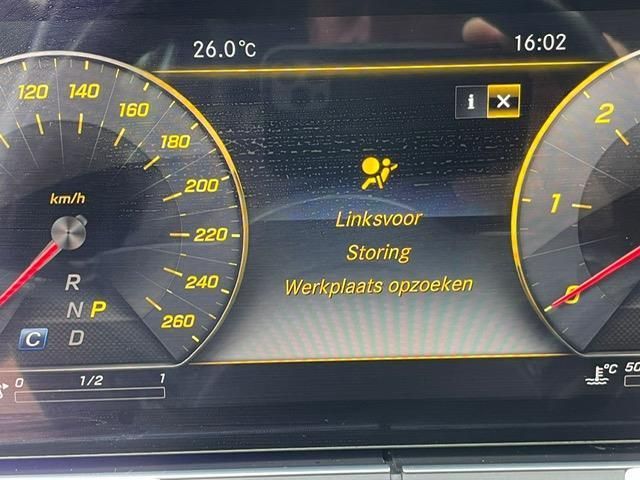 26.0°C 16:02
i ×
120 140 160 180 200 220 240 260
km/h
2
1
0
Linksvoor
Storing
Werkplaats opzoeken
R
N P
C D
0 1/2 1
°C 50